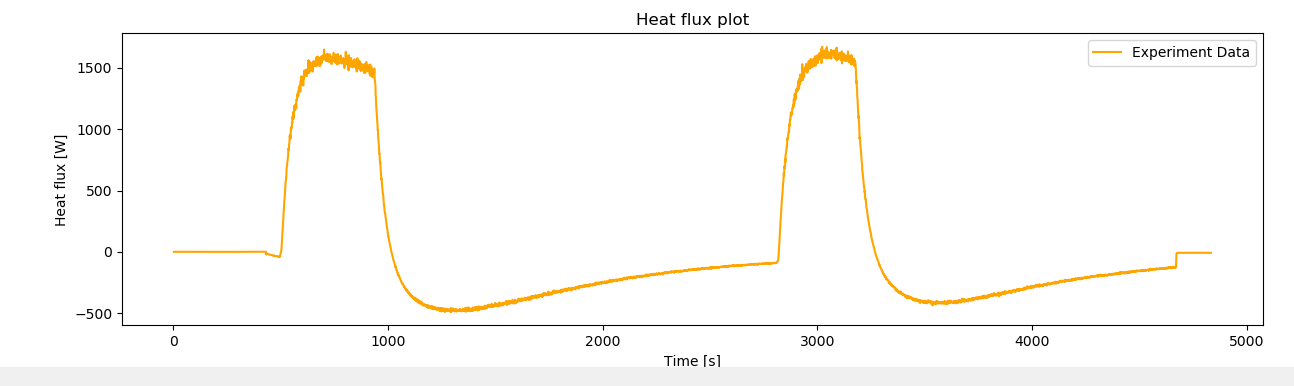 Heat flux plot
Experiment Data
Heat flux [W]
1500
1000
500
0
−500
0 1000 2000 3000 4000 5000
Time [s]